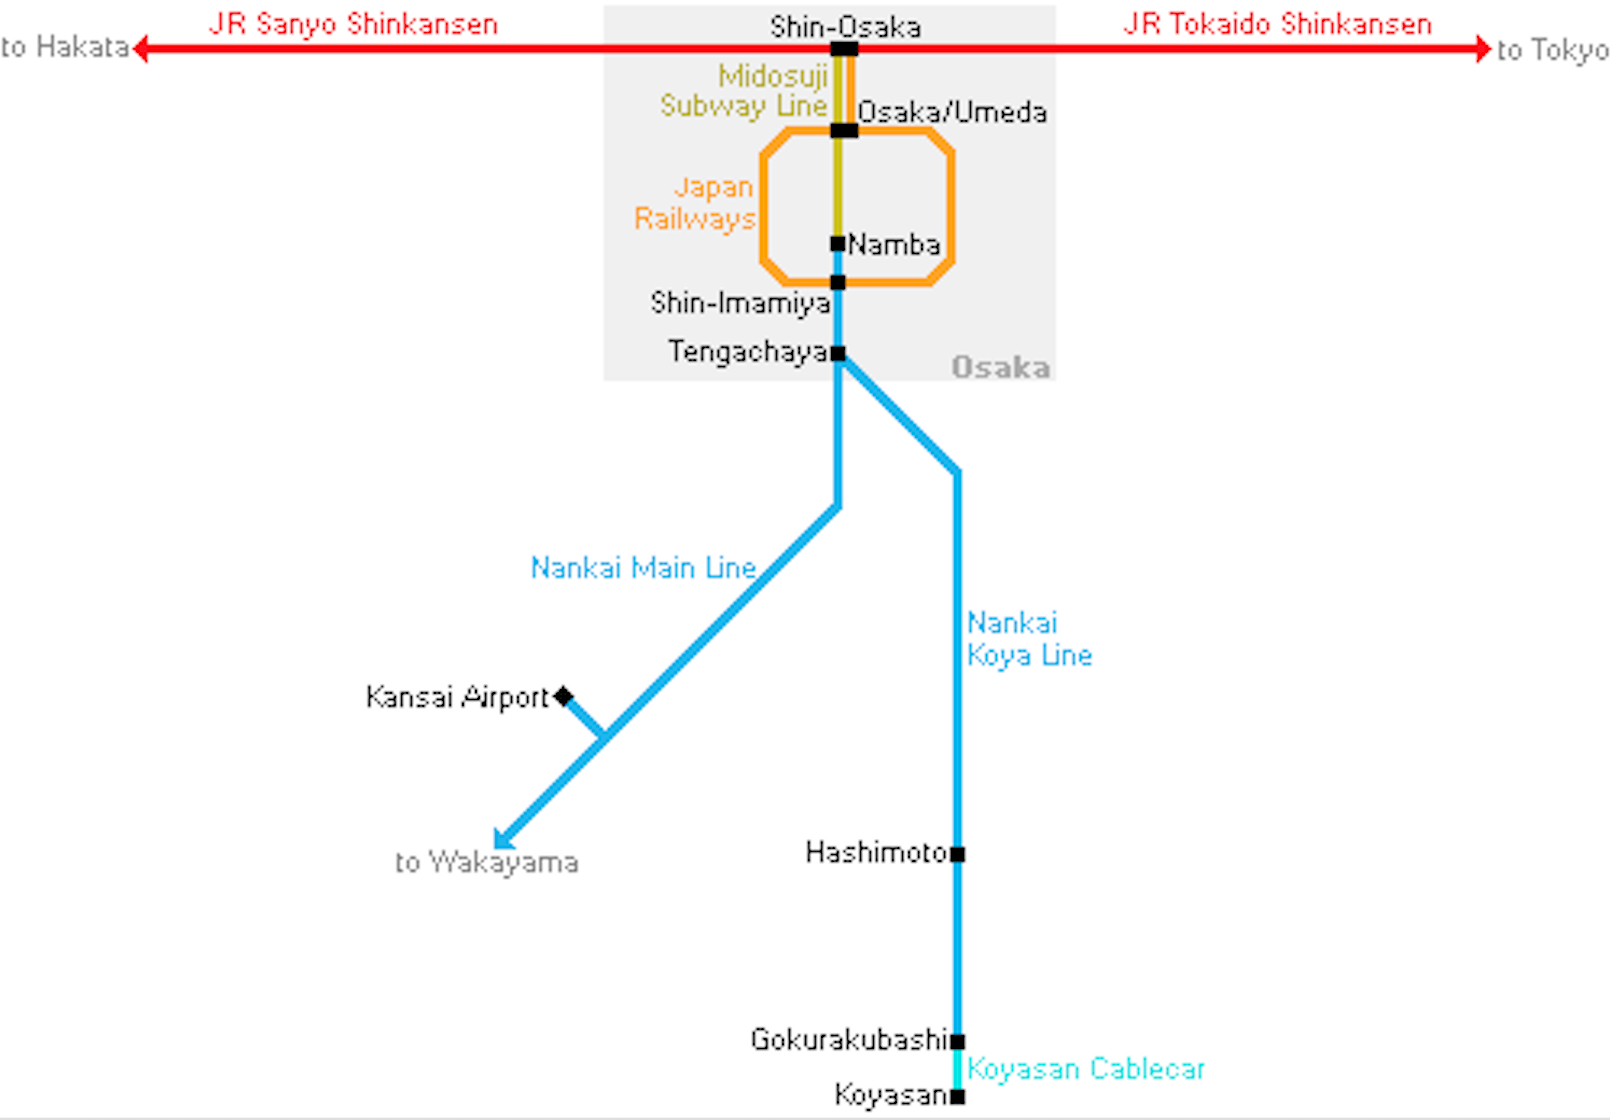 JR Sanyo Shinkansen
Shin-Osaka
JR Tokaido Shinkansen
to Hakata
to Tokyo
Midosuji
Subway Line
Osaka/Umeda
Japan
Railways
Namba
Shin-Imamiya
Tengachaya
Osaka
Nankai Main Line
Nankai
Koya Line
Kansai Airport
Hashimoto
to Wakayama
Gokurakubashi
Koyasan Cablecar
Koyasan